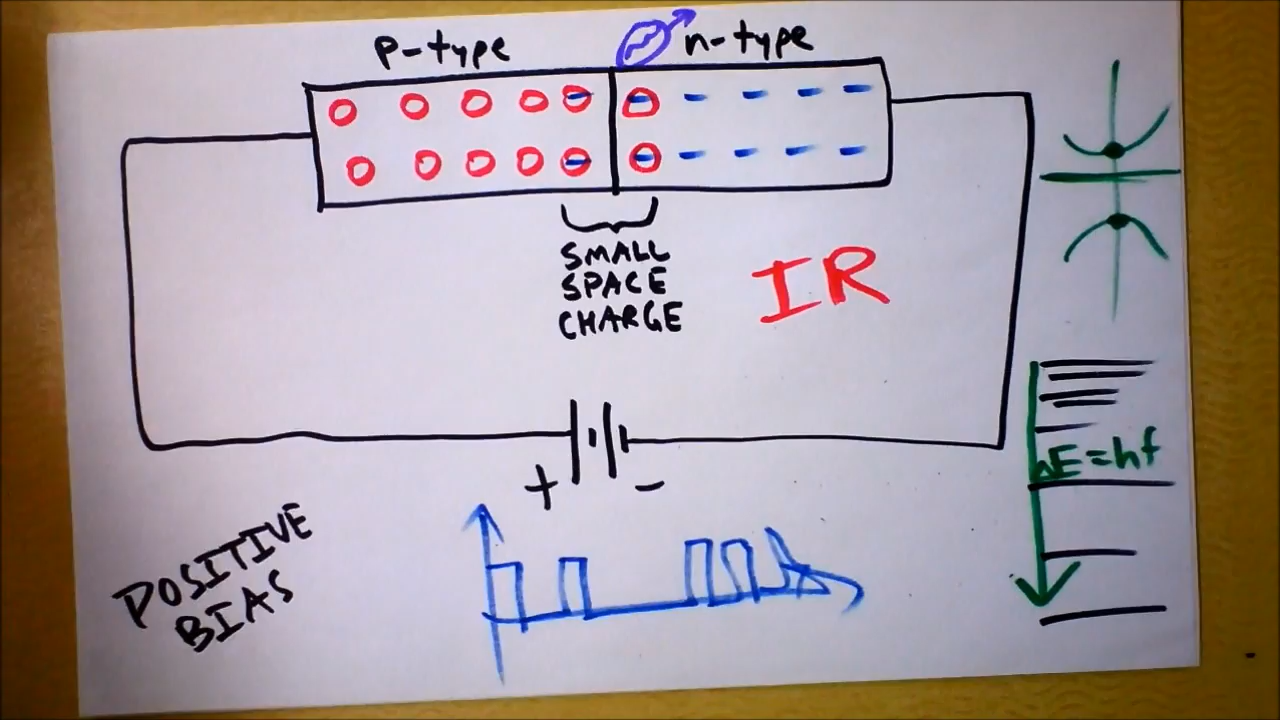 p-type
n-type
SMALL
SPACE
CHARGE
IR
ΔE=hf
+
-
POSITIVE
BIAS